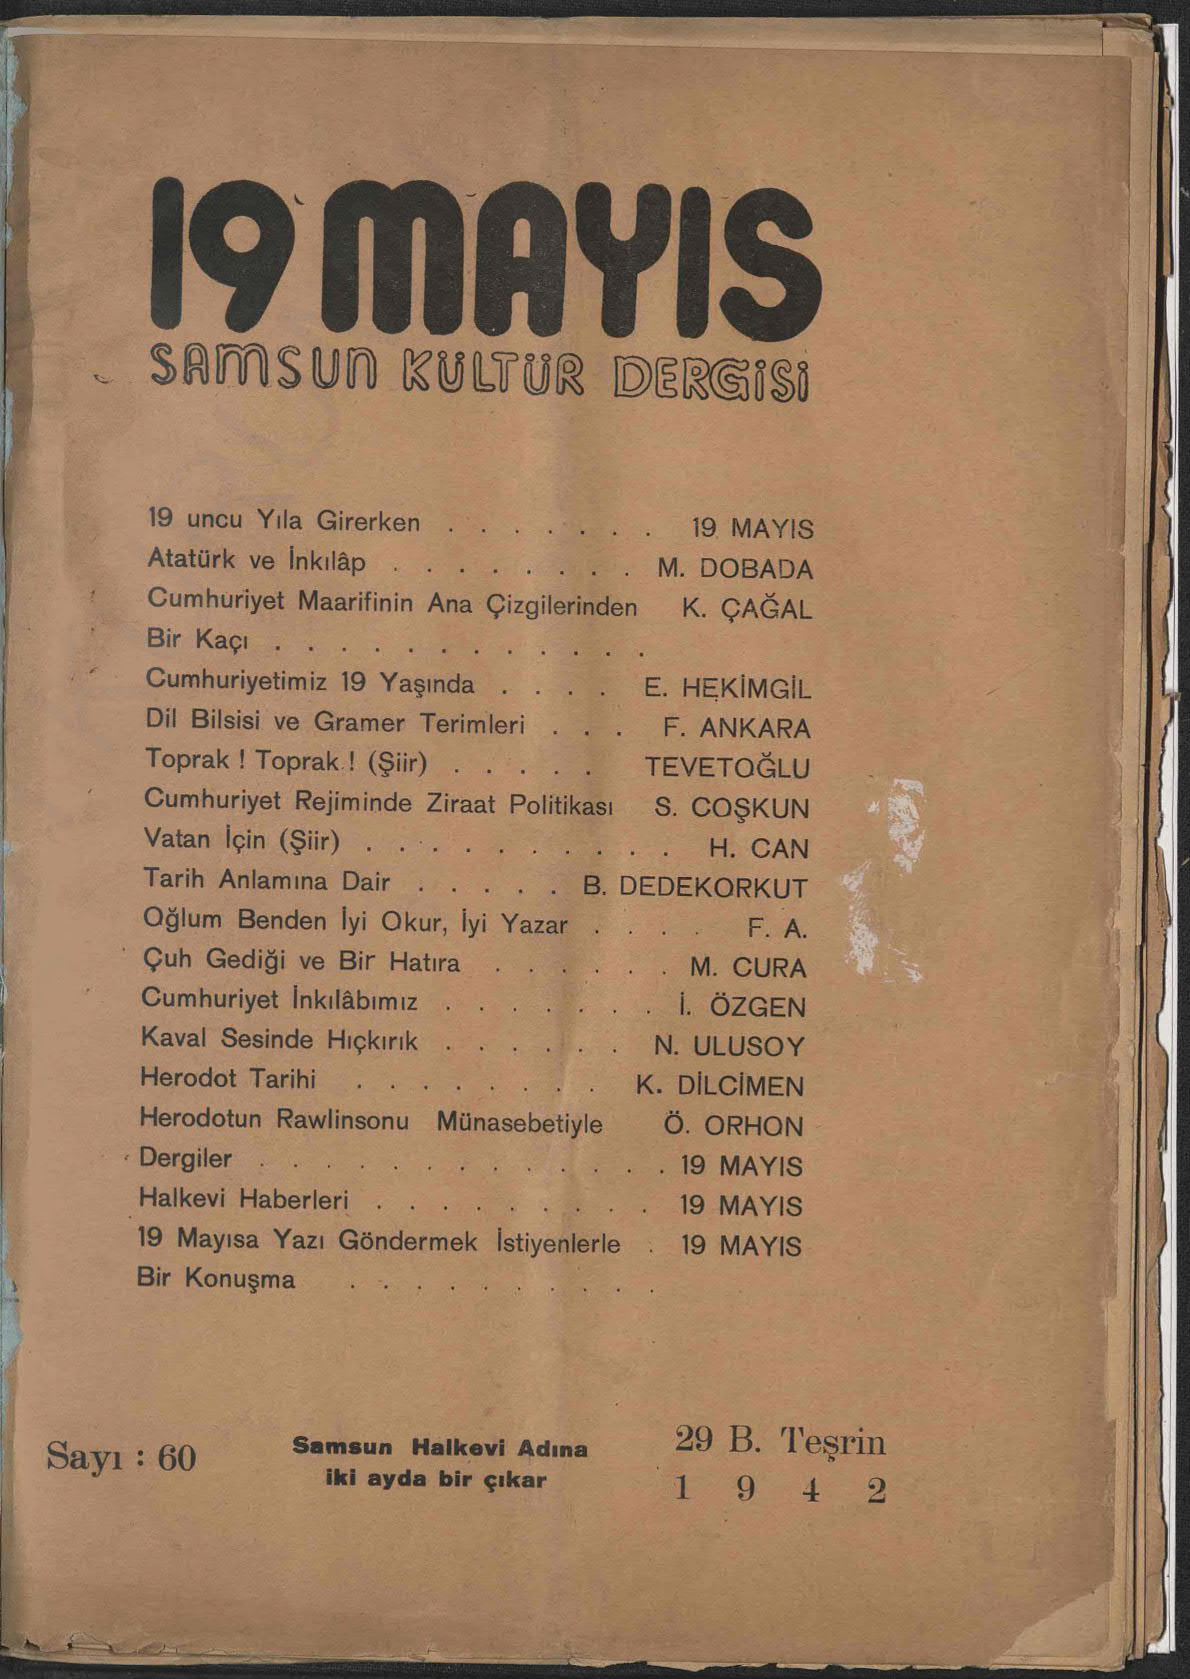 19 MAYIS
SAMSUN KÜLTÜR DERGİSİ
19 uncu Yıla Girerken . . . . . . . 19 MAYIS
Atatürk ve İnkılâp . . . . . . . . M. DOBADA
Cumhuriyet Maarifinin Ana Çizgilerinden K. ÇAĞAL
Bir Kaçı . . . . . . . . . . . .
Cumhuriyetimiz 19 Yaşında . . . . E. HEKİMGİL
Dil Bilsisi ve Gramer Terimleri . . . F. ANKARA
Toprak ! Toprak ! (Şiir) . . . . . TEVETOĞLU
Cumhuriyet Rejiminde Ziraat Politikası S. COŞKUN
Vatan İçin (Şiir) . . . . . . . . . . H. CAN
Tarih Anlamına Dair . . . . . B. DEDEKORKUT
Oğlum Benden İyi Okur, İyi Yazar . . . . F. A.
Çuh Gediği ve Bir Hatıra . . . . . . M. CURA
Cumhuriyet İnkılâbımız . . . . . . . İ. ÖZGEN
Kaval Sesinde Hıçkırık . . . . . . N. ULUSOY
Herodot Tarihi . . . . . . . . K. DİLCİMEN
Herodotun Rawlinsonu Münasebetiyle Ö. ORHON
Dergiler . . . . . . . . . . . . . 19 MAYIS
Halkevi Haberleri . . . . . . . . . 19 MAYIS
19 Mayısa Yazı Göndermek İstiyenlerle . 19 MAYIS
Bir Konuşma . . . . . . . . . .
Sayı : 60
Samsun Halkevi Adına
iki ayda bir çıkar
29 B. Teşrin
1 9 4 2